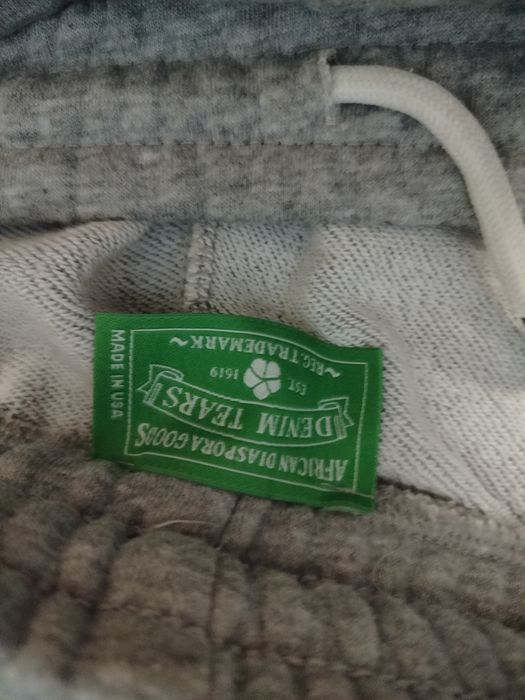 AFRICAN DIASPORA GOODS
DENIM TEARS
EST. 1619
~REG. TRADEMARK~
MADE IN USA